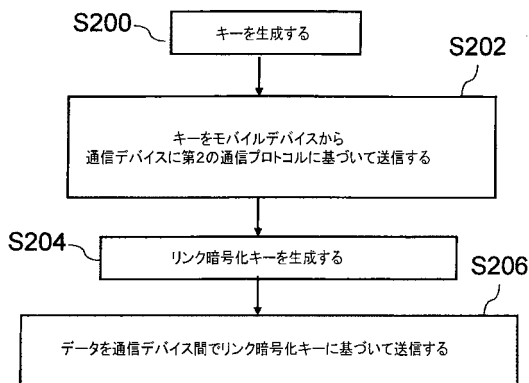 S200
キーを生成する
S202
キーをモバイルデバイスから
通信デバイスに第2の通信プロトコルに基づいて送信する
S204
リンク暗号化キーを生成する
S206
データを通信デバイス間でリンク暗号化キーに基づいて送信する